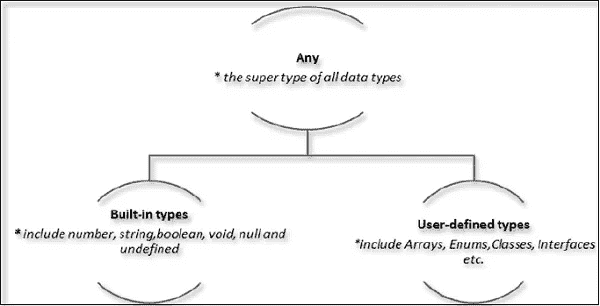 Any
* the super type of all data types
Built-in types
* include number, string,boolean, void, null and
undefined
User-defined types
*Include Arrays, Enums,Classes, Interfaces
etc.